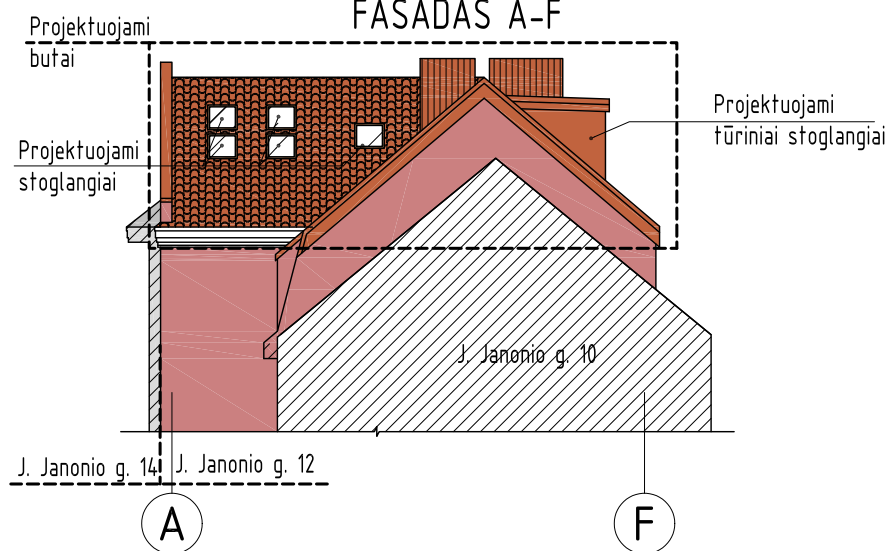 FASADAS A-F
Projektuojami
butai
Projektuojami
tūriniai stoglangiai
Projektuojami
stoglangiai
J. Janonio g. 10
J. Janonio g. 14
J. Janonio g. 12
A
F